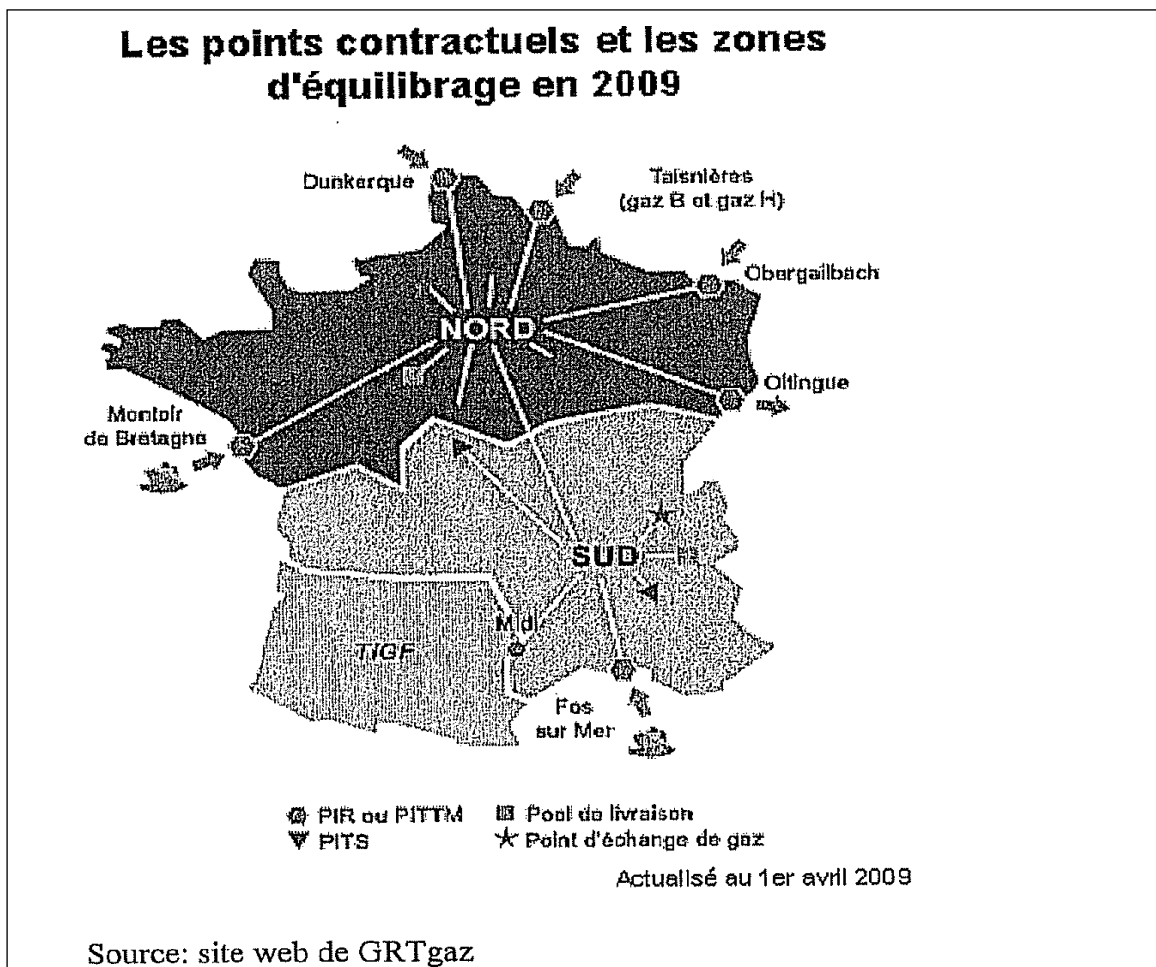 Les points contractuels et les zones
d'équilibrage en 2009
Dunkerque
Taisnières
(gaz B et gaz H)
Obergailbach
NORD
Oltingue
Montoir
de Bretagne
SUD
Midi
TIGF
Fos
sur Mer
PIR ou PITTM
Pool de livraison
PITS
Point d'échange de gaz
Actualisé au 1er avril 2009
Source: site web de GRTgaz